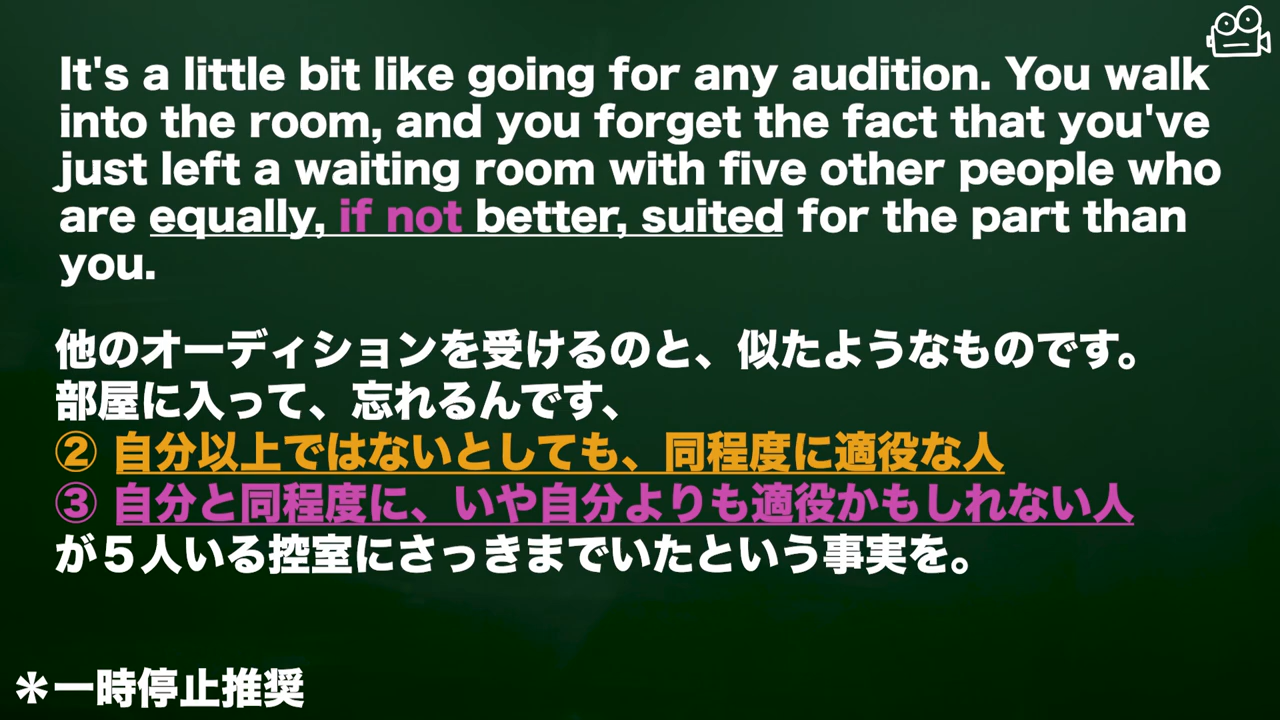 It's a little bit like going for any audition. You walk
into the room, and you forget the fact that you've
just left a waiting room with five other people who
are equally, if not better, suited for the part than
you.
他のオーディションを受けるのと、似たようなものです。
部屋に入って、忘れるんです、
② 自分以上ではないとしても、同程度に適役な人
③ 自分と同程度に、いや自分よりも適役かもしれない人
が５人いる控室にさっきまでいたという事実を。
＊一時停止推奨